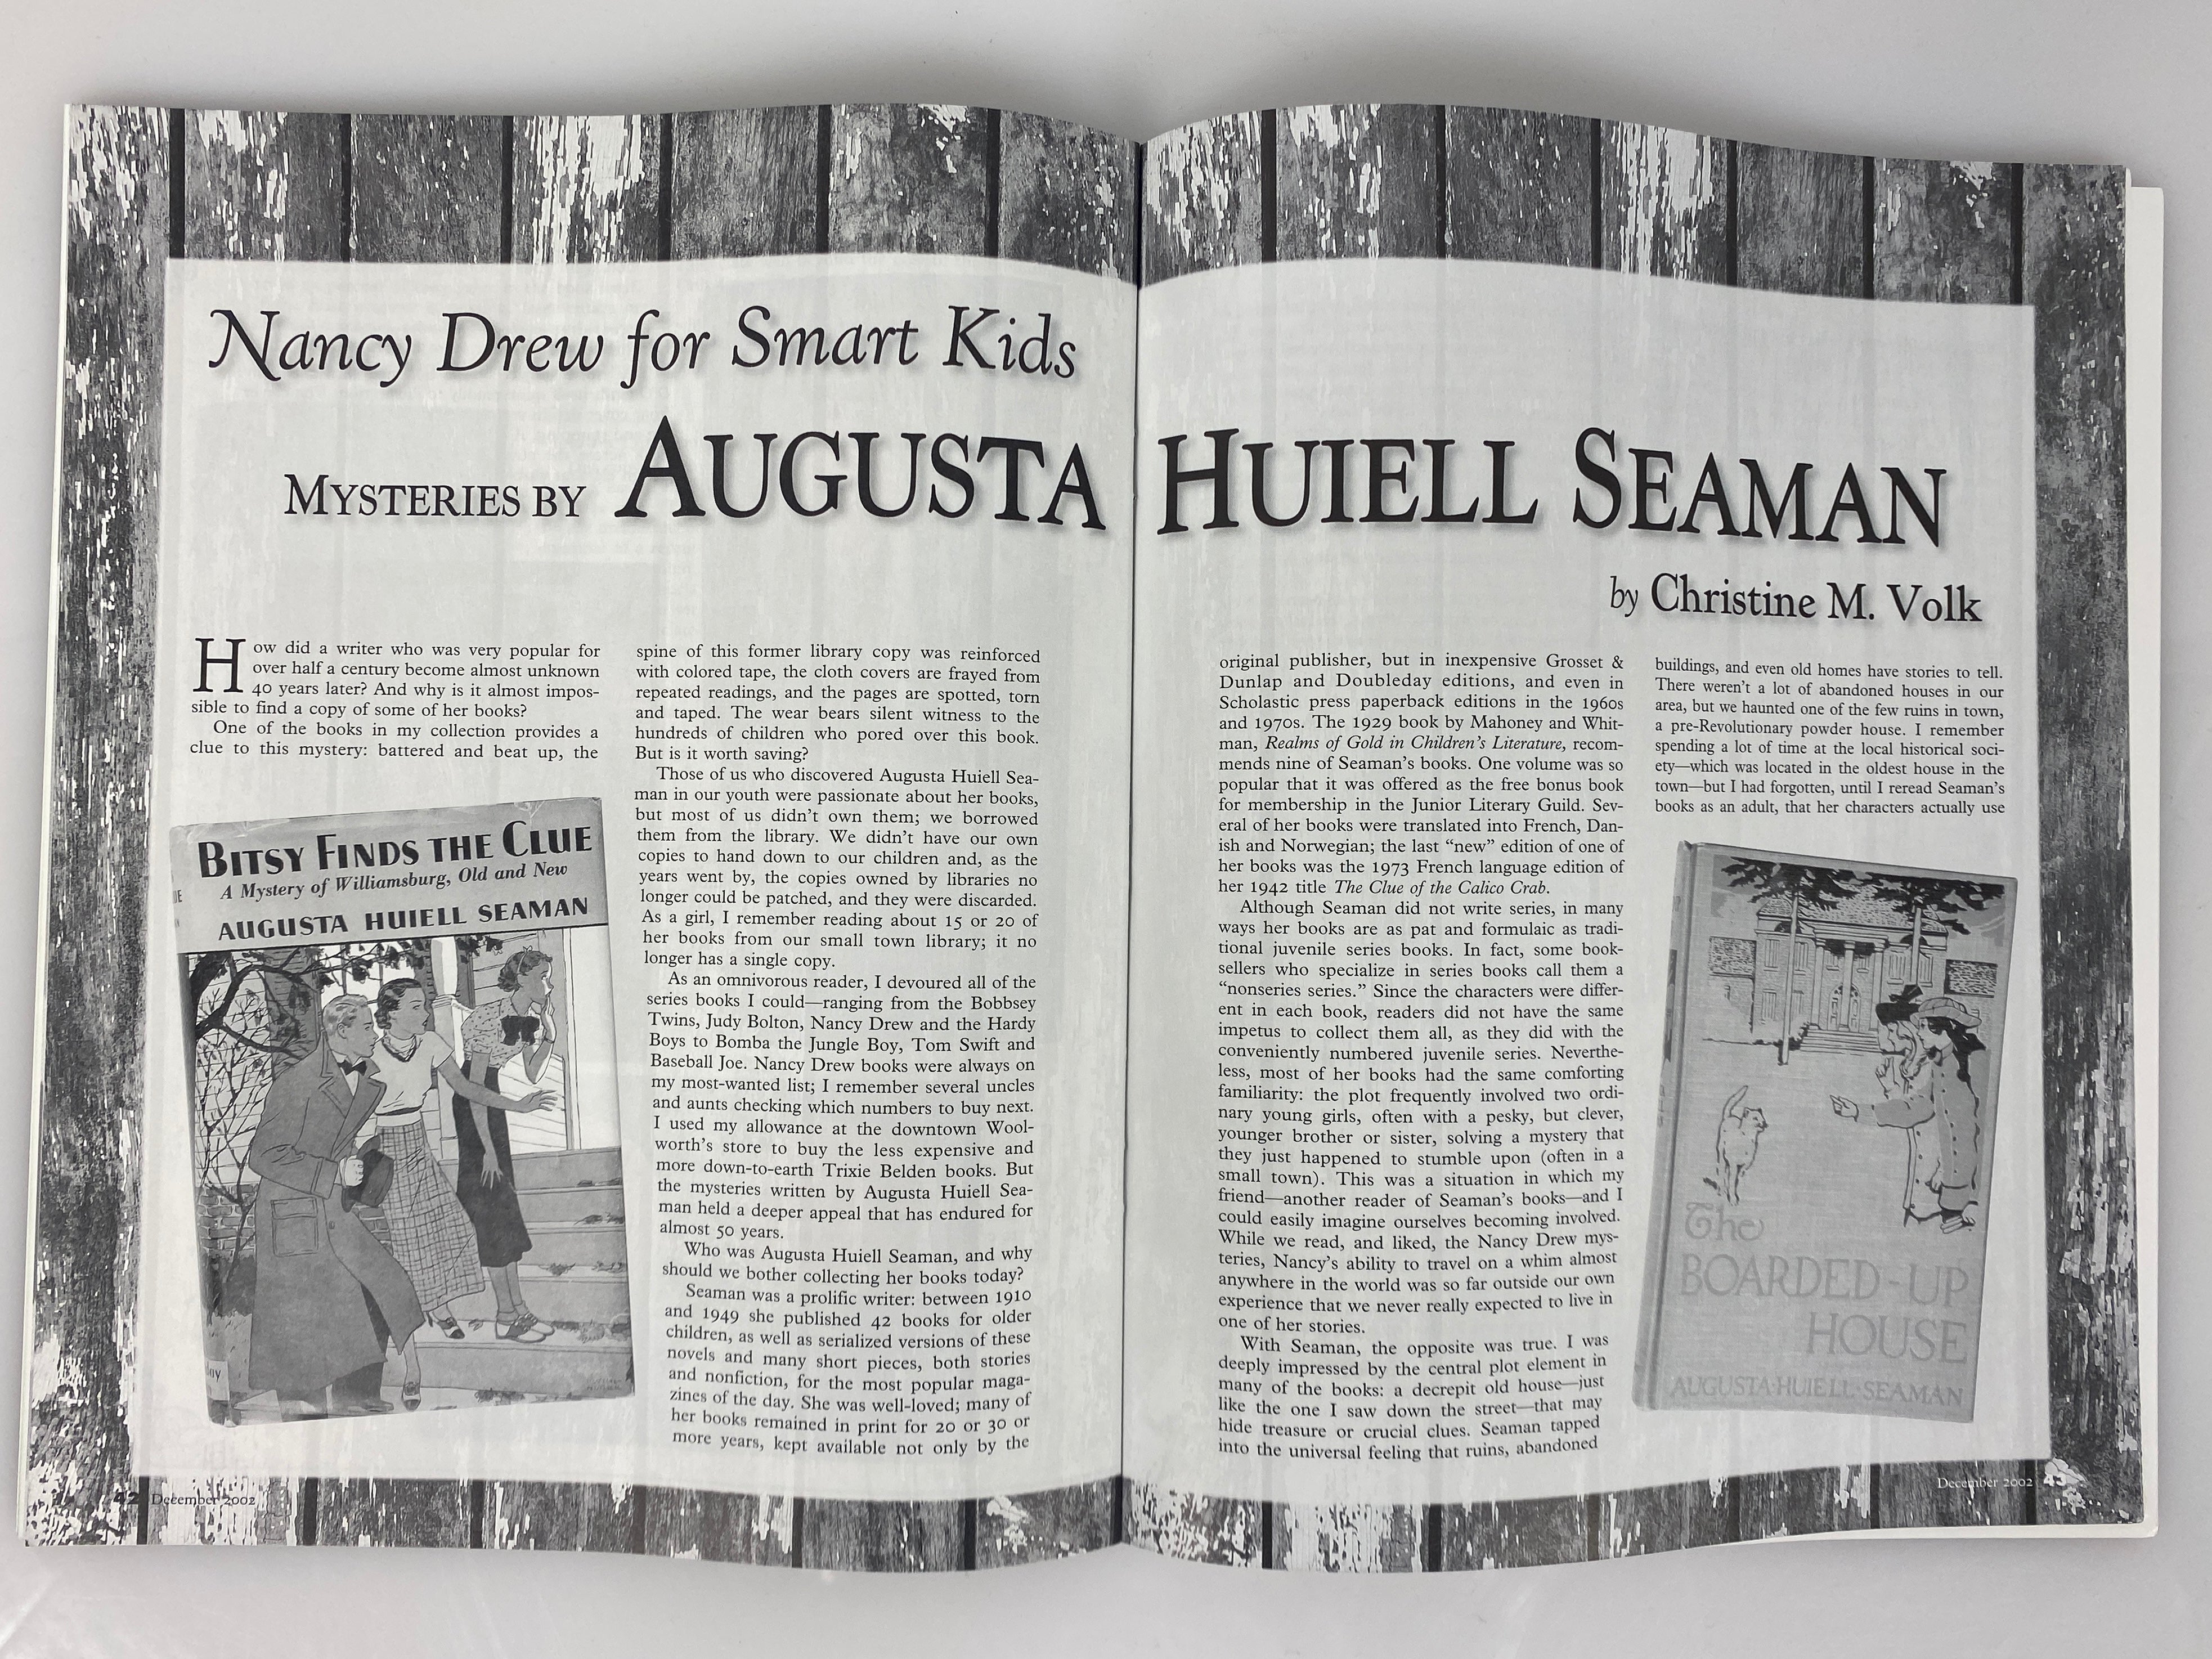 Nancy Drew for Smart Kids
MYSTERIES BY AUGUSTA HUIELL SEAMAN
by Christine M. Volk
How did a writer who was very popular for
over half a century become almost unknown
40 years later? And why is it almost impos-
sible to find a copy of some of her books?
One of the books in my collection provides a
clue to this mystery: battered and beat up, the
BITSY FINDS THE CLUE
A Mystery of Williamsburg, Old and New
AUGUSTA HUIELL SEAMAN
spine of this former library copy was reinforced
with colored tape, the cloth covers are frayed from
repeated readings, and the pages are spotted, torn
and taped. The wear bears silent witness to the
hundreds of children who pored over this book.
But is it worth saving?
Those of us who discovered Augusta Huiell Sea-
man in our youth were passionate about her books,
but most of us didn't own them; we borrowed
them from the library. We didn't have our own
copies to hand down to our children and, as the
years went by, the copies owned by libraries no
longer could be patched, and they were discarded.
As a girl, I remember reading about 15 or 20 of
her books from our small town library; it no
longer has a single copy.
As an omnivorous reader, I devoured all of the
series books I could—ranging from the Bobbsey
Twins, Judy Bolton, Nancy Drew and the Hardy
Boys to Bomba the Jungle Boy, Tom Swift and
Baseball Joe. Nancy Drew books were always on
my most-wanted list; I remember several uncles
and aunts checking which numbers to buy next.
I used my allowance at the downtown Wool-
worth's store to buy the less expensive and
more down-to-earth Trixie Belden books. But
the mysteries written by Augusta Huiell Sea-
man held a deeper appeal that has endured for
almost 50 years.
Who was Augusta Huiell Seaman, and why
should we bother collecting her books today?
Seaman was a prolific writer: between 1910
and 1949 she published 42 books for older
children, as well as serialized versions of these
novels and many short pieces, both stories
and nonfiction, for the most popular maga-
zines of the day. She was well-loved; many of
her books remained in print for 20 or 30 or
more years, kept available not only by the
42 December 2002
original publisher, but in inexpensive Grosset &
Dunlap and Doubleday editions, and even in
Scholastic press paperback editions in the 1960s
and 1970s. The 1929 book by Mahoney and Whit-
man, Realms of Gold in Children's Literature, recom-
mends nine of Seaman's books. One volume was so
popular that it was offered as the free bonus book
for membership in the Junior Literary Guild. Sev-
eral of her books were translated into French, Dan-
ish and Norwegian; the last “new” edition of one of
her books was the 1973 French language edition of
her 1942 title The Clue of the Calico Crab.
Although Seaman did not write series, in many
ways her books are as pat and formulaic as tradi-
tional juvenile series books. In fact, some book-
sellers who specialize in series books call them a
“nonseries series.” Since the characters were differ-
ent in each book, readers did not have the same
impetus to collect them all, as they did with the
conveniently numbered juvenile series. Neverthe-
less, most of her books had the same comforting
familiarity: the plot frequently involved two ordi-
nary young girls, often with a pesky, but clever,
younger brother or sister, solving a mystery that
they just happened to stumble upon (often in a
small town). This was a situation in which my
friend—another reader of Seaman's books—and I
could easily imagine ourselves becoming involved.
While we read, and liked, the Nancy Drew mys-
teries, Nancy's ability to travel on a whim almost
anywhere in the world was so far outside our own
experience that we never really expected to live in
one of her stories.
With Seaman, the opposite was true. I was
deeply impressed by the central plot element in
many of the books: a decrepit old house—just
like the one I saw down the street—that may
hide treasure or crucial clues. Seaman tapped
into the universal feeling that ruins, abandoned
buildings, and even old homes have stories to tell.
There weren't a lot of abandoned houses in our
area, but we haunted one of the few ruins in town,
a pre-Revolutionary powder house. I remember
spending a lot of time at the local historical soci-
ety—which was located in the oldest house in the
town—but I had forgotten, until I reread Seaman's
books as an adult, that her characters actually use
The
BOARDED-UP
HOUSE
AUGUSTA·HUIELL·SEAMAN
December 2002 43